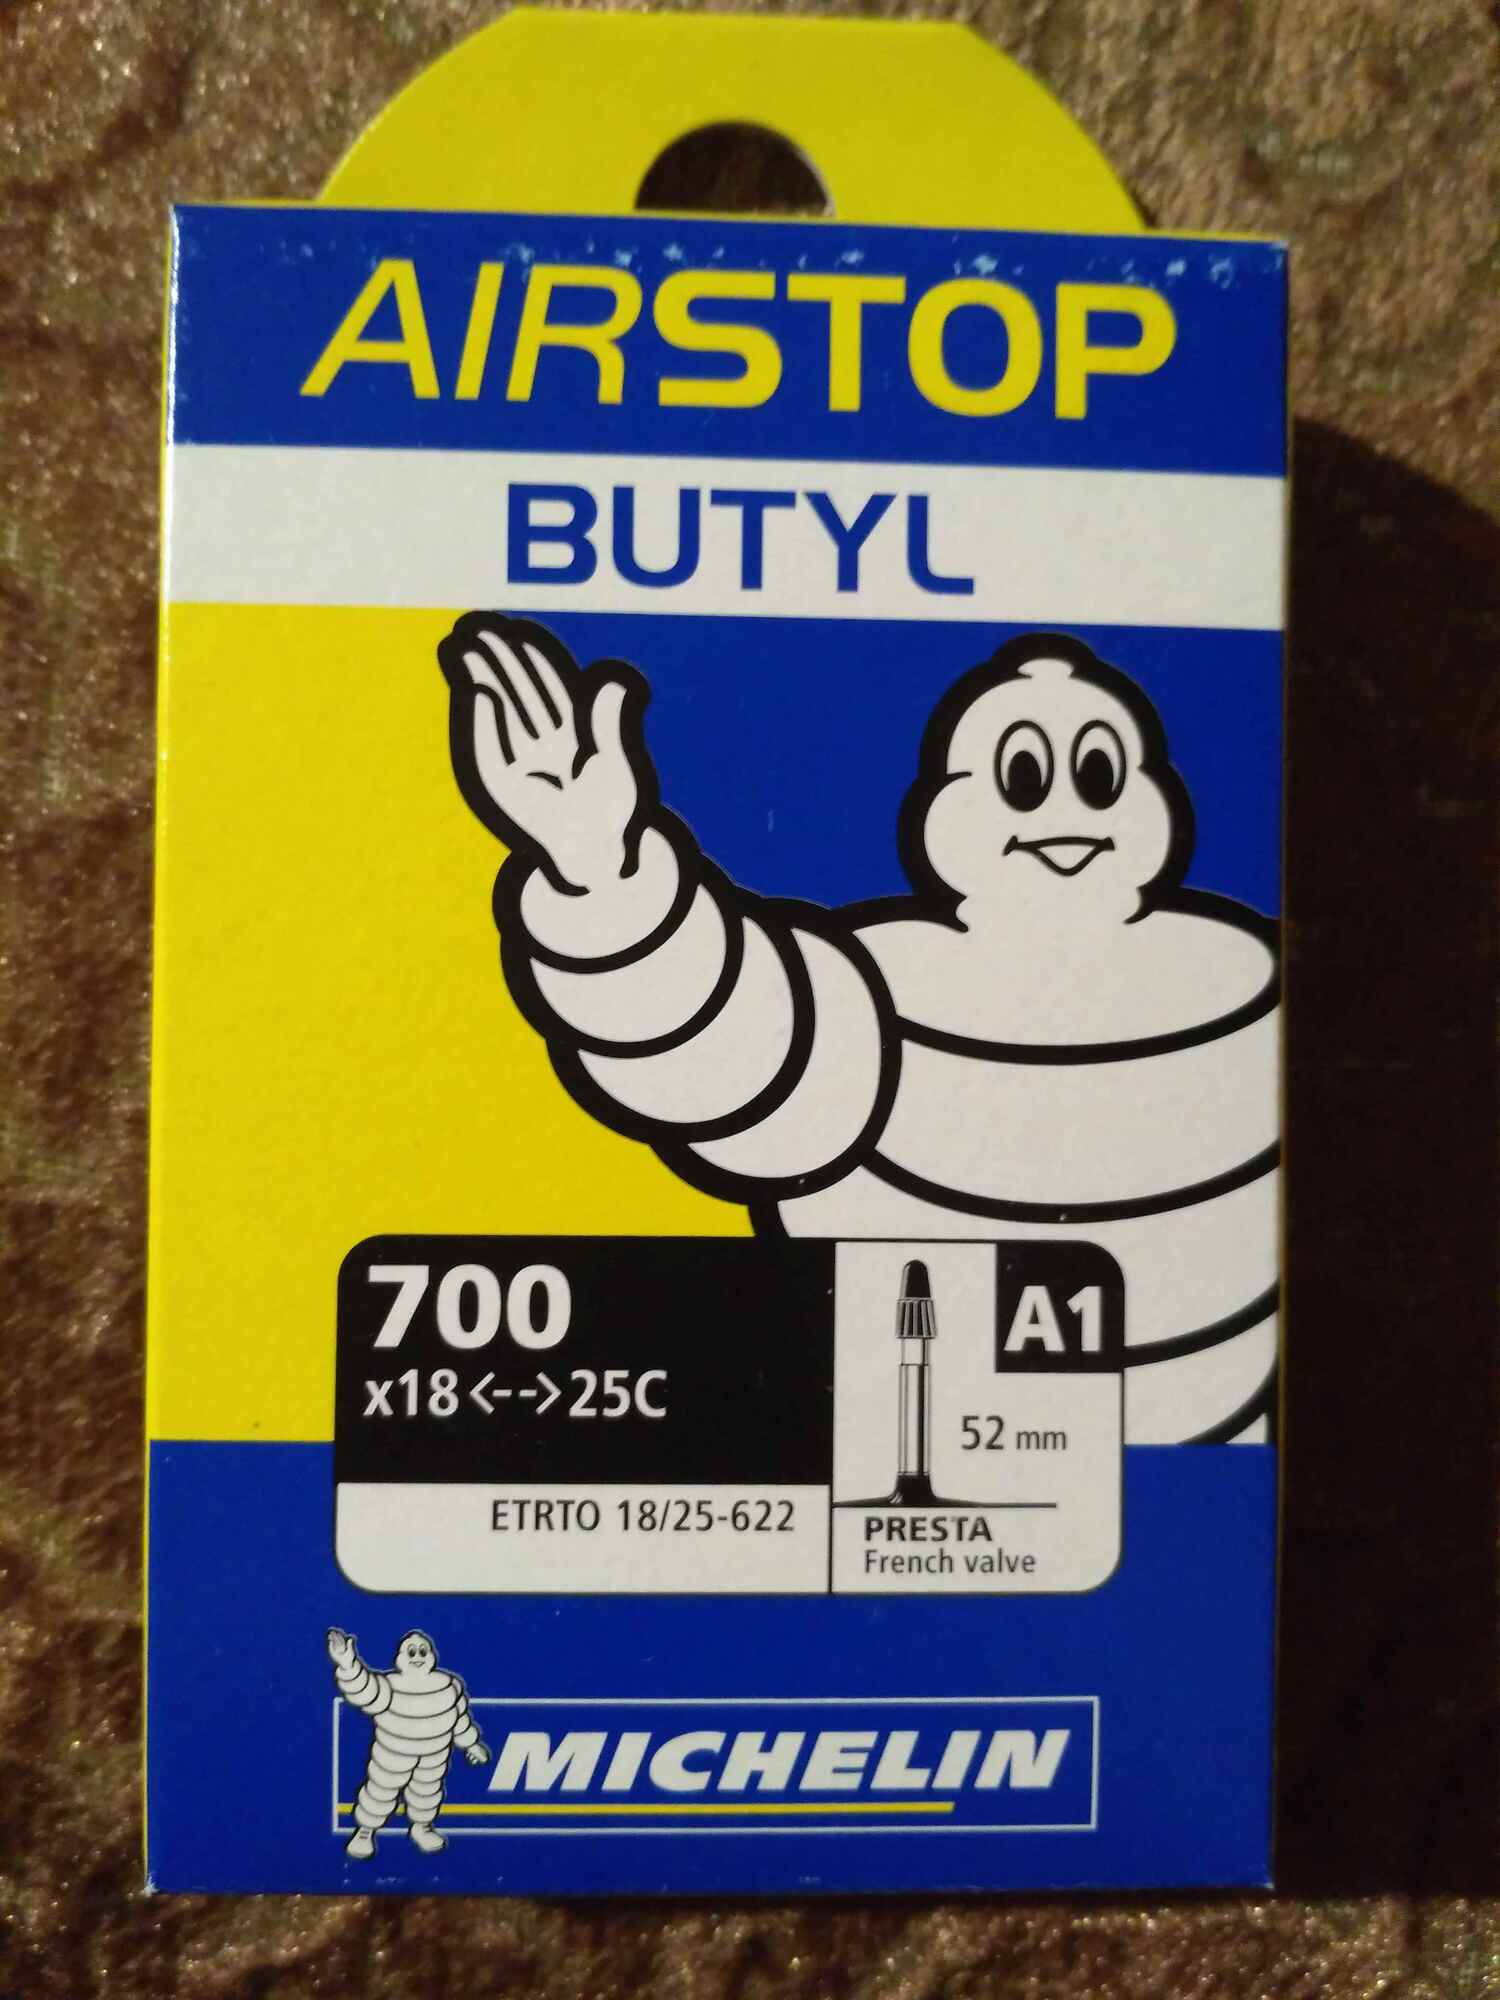 AIRSTOP
BUTYL
700
x18<-->25C
A1
52 mm
ETRTO 18/25-622
PRESTA
French valve
MICHELIN